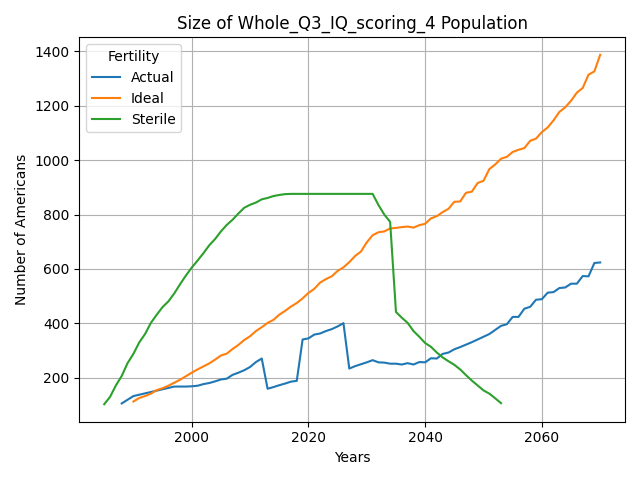 Size of Whole_Q3_IQ_scoring_4 Population
Fertility
Actual
Ideal
Sterile
1400
1200
1000
800
600
400
200
Number of Americans
2000
2020
2040
2060
Years